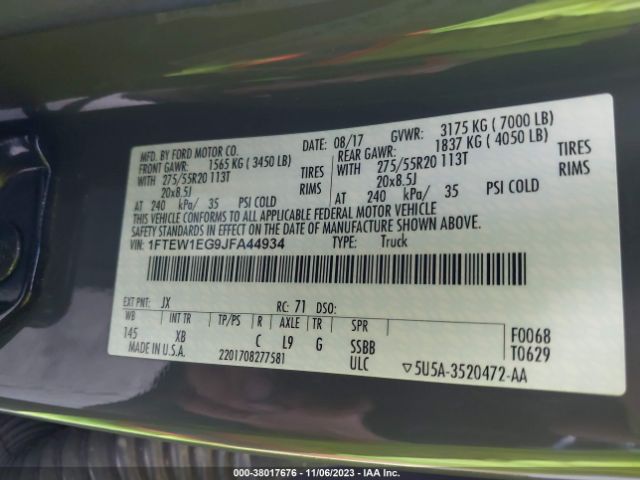 MFD. BY FORD MOTOR CO. DATE: 08/17 GVWR: 3175 KG ( 7000 LB)
FRONT GAWR: 1565 KG ( 3450 LB) REAR GAWR: 1837 KG ( 4050 LB)
WITH 275/55R20 113T TIRES WITH 275/55R20 113T TIRES
20x8.5J RIMS 20x8.5J RIMS
AT 240 kPa/ 35 PSI COLD AT 240 kPa/ 35 PSI COLD
THIS VEHICLE CONFORMS TO ALL APPLICABLE FEDERAL MOTOR VEHICLE
SAFETY STANDARDS IN EFFECT ON THE DATE OF MANUFACTURE SHOWN ABOVE.
VIN: 1FTEW1EG9JFA44934 TYPE: Truck
EXT PNT: JX RC: 71 DSO:
WB INT TR TP/PS R AXLE TR SPR F0068
145 XB C L9 G SSBB T0629
MADE IN U.S.A. 2201708277581 ULC ▽5U5A-3520472-AA
000-38017676 - 11/06/2023 - IAA Inc.